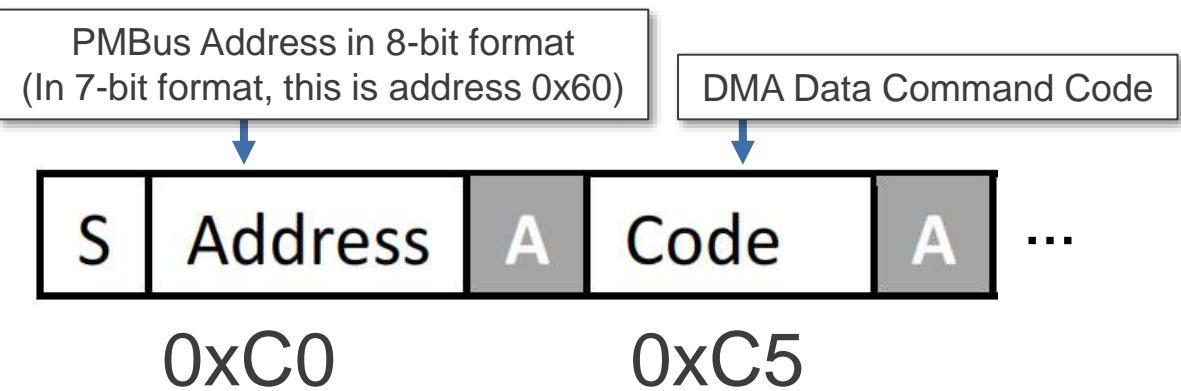 PMBus Address in 8-bit format
(In 7-bit format, this is address 0x60)
DMA Data Command Code
S Address A Code A ...
0xC0 0xC5